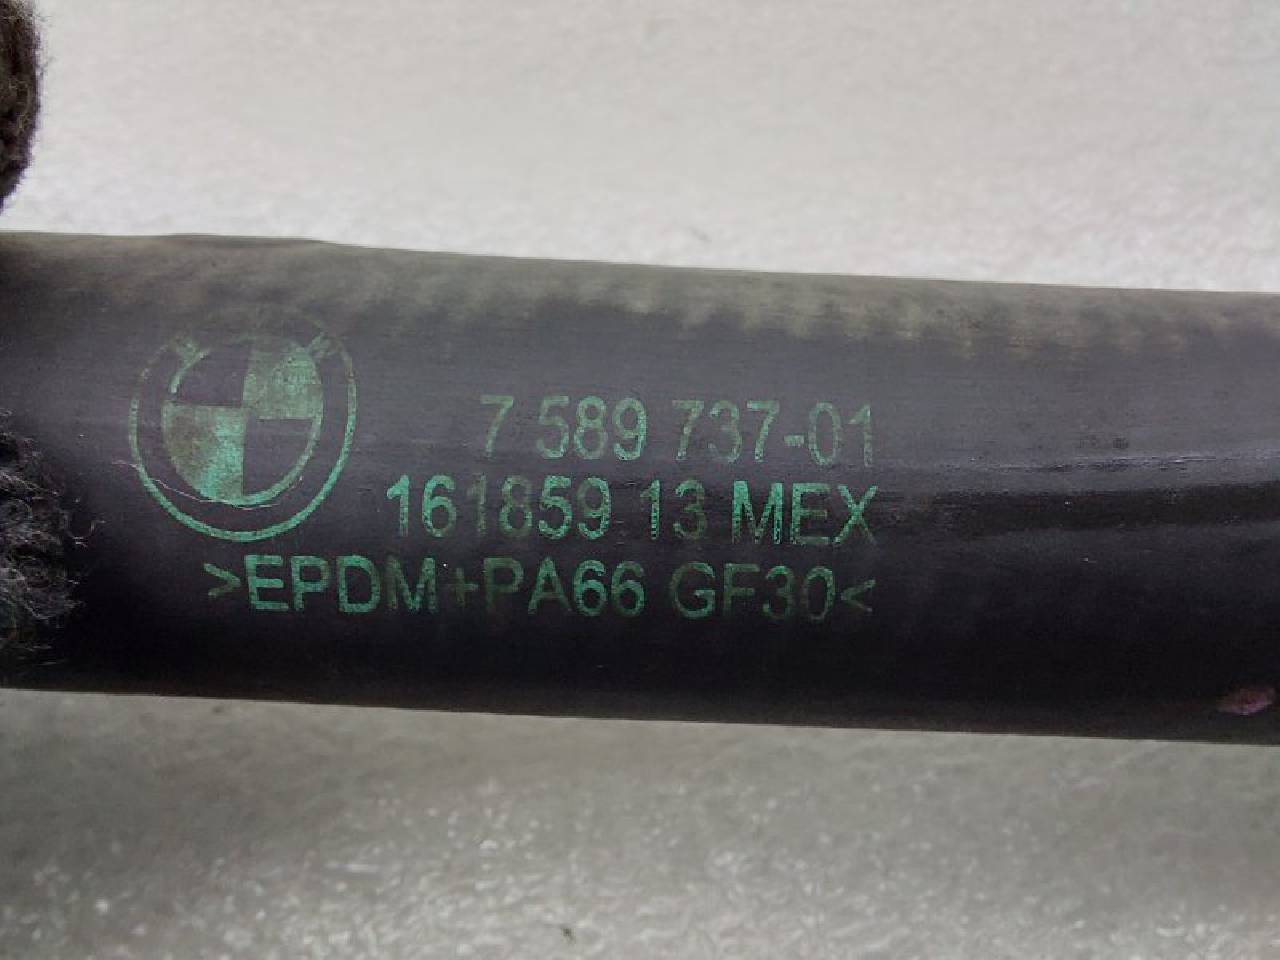 7 589 737-01
161859 13 MEX
>EPDM+PA66 GF30<